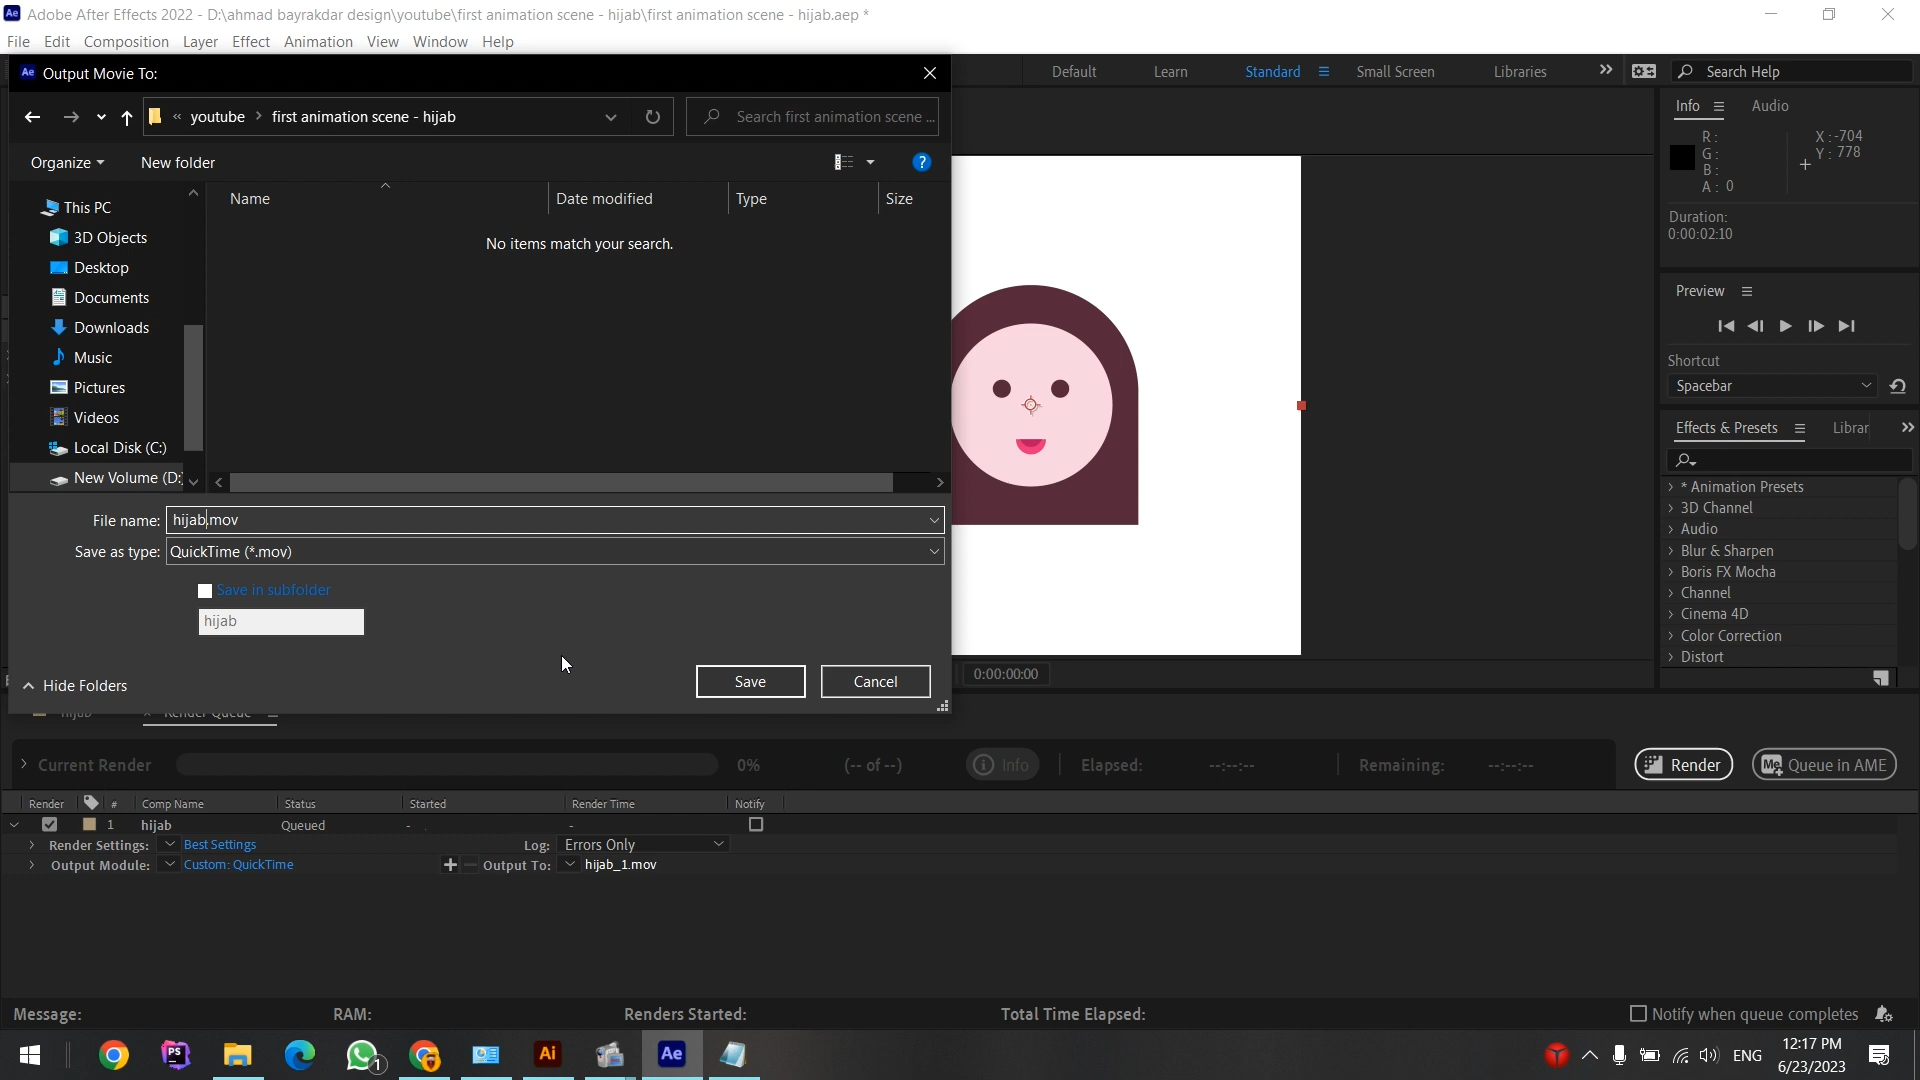 Adobe After Effects 2022 - D:\ahmad bayrakdar design\youtube\first animation scene - hijab\first animation scene - hijab.aep *
File Edit Composition Layer Effect Animation View Window Help
Output Movie To:
Default Learn Standard Small Screen Libraries Search Help
« youtube > first animation scene - hijab Search first animation scene ...
Organize New folder
Info Audio
R: X: -704
G: Y: 778
B:
A: 0
Duration:
0:00:02:10
Name Date modified Type Size
No items match your search.
This PC
3D Objects
Desktop
Documents
Downloads
Music
Pictures
Videos
Local Disk (C:)
New Volume (D:)
Preview
Shortcut
Spacebar
Effects & Presets Librar
* Animation Presets
3D Channel
Audio
Blur & Sharpen
Boris FX Mocha
Channel
Cinema 4D
Color Correction
Distort
File name: hijab.mov
Save as type: QuickTime (*.mov)
Save in subfolder
hijab
Hide Folders Save Cancel
0:00:00:00
hijab Render Queue
Current Render 0% (-- of --) Info Elapsed: --:--:-- Remaining: --:--:-- Render Queue in AME
Render # Comp Name Status Started Render Time Notify
1 hijab Queued - -
Render Settings: Best Settings Log: Errors Only
Output Module: Custom: QuickTime Output To: hijab_1.mov
Message: RAM: Renders Started: Total Time Elapsed: Notify when queue completes
PS 1 Ai Ae ENG 12:17 PM
6/23/2023